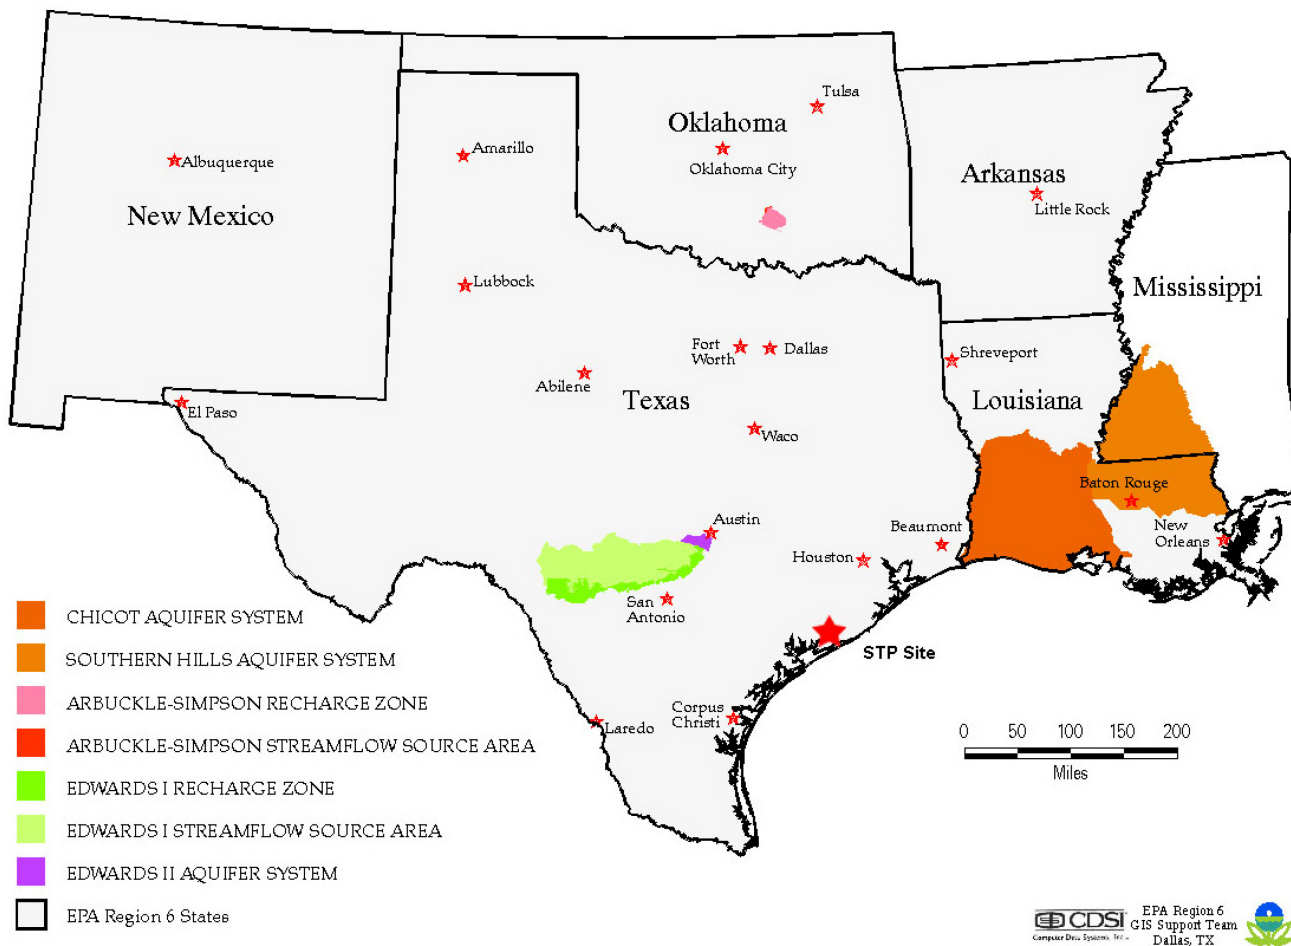 Tulsa
Oklahoma
Oklahoma City
Amarillo
Albuquerque
New Mexico
Arkansas
Little Rock
Lubbock
Mississippi
Fort
Worth
Dallas
Shreveport
Abilene
Texas
Louisiana
El Paso
Waco
Baton Rouge
Austin
Beaumont
New
Orleans
Houston
San
Antonio
STP Site
Corpus
Christi
Laredo
CHICOT AQUIFER SYSTEM
SOUTHERN HILLS AQUIFER SYSTEM
ARBUCKLE-SIMPSON RECHARGE ZONE
ARBUCKLE-SIMPSON STREAMFLOW SOURCE AREA
EDWARDS I RECHARGE ZONE
EDWARDS I STREAMFLOW SOURCE AREA
EDWARDS II AQUIFER SYSTEM
EPA Region 6 States
0 50 100 150 200
Miles
CDSI
Computer Data Systems, Inc.
EPA Region 6
GIS Support Team
Dallas, TX